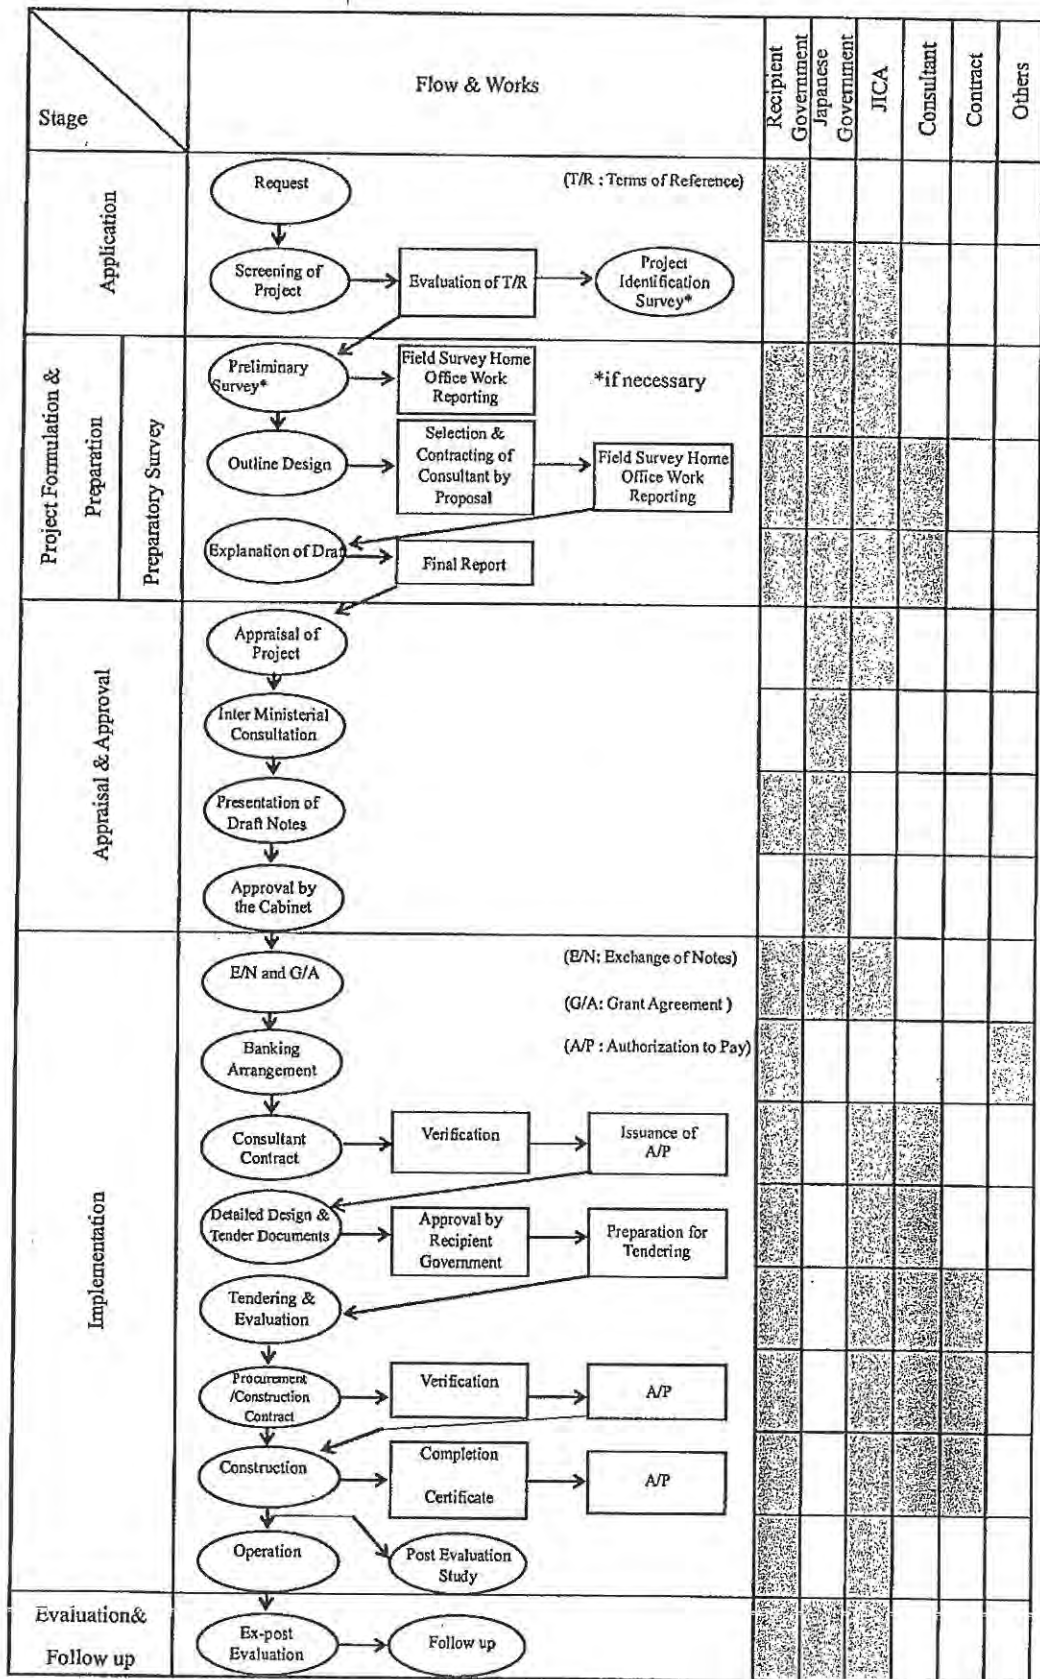 Stage
Flow & Works
Recipient
Government
Japanese
Government
JICA
Consultant
Contract
Others
Application
Request
(T/R : Terms of Reference)
Screening of
Project
Evaluation of T/R
Project
Identification
Survey*
Project Formulation &
Preparation
Preparatory Survey
Preliminary
Survey*
Field Survey Home
Office Work
Reporting
*if necessary
Outline Design
Selection &
Contracting of
Consultant by
Proposal
Field Survey Home
Office Work
Reporting
Explanation of Draft
Final Report
Appraisal & Approval
Appraisal of
Project
Inter Ministerial
Consultation
Presentation of
Draft Notes
Approval by
the Cabinet
Implementation
E/N and G/A
(E/N: Exchange of Notes)
(G/A: Grant Agreement )
Banking
Arrangement
(A/P : Authorization to Pay)
Consultant
Contract
Verification
Issuance of
A/P
Detailed Design &
Tender Documents
Approval by
Recipient
Government
Preparation for
Tendering
Tendering &
Evaluation
Procurement
/Construction
Contract
Verification
A/P
Construction
Completion
Certificate
A/P
Operation
Post Evaluation
Study
Evaluation&
Follow up
Ex-post
Evaluation
Follow up